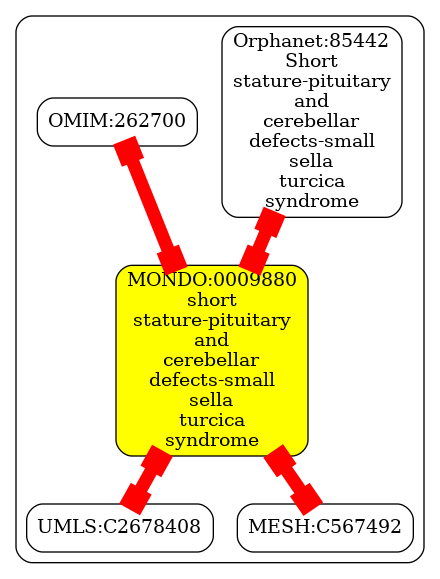 Orphanet:85442
Short
stature-pituitary
and
cerebellar
defects-small
sella
turcica
syndrome
OMIM:262700
MONDO:0009880
short
stature-pituitary
and
cerebellar
defects-small
sella
turcica
syndrome
UMLS:C2678408
MESH:C567492